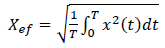 X_ef = √(1/T ∫_0^T x²(t)dt)